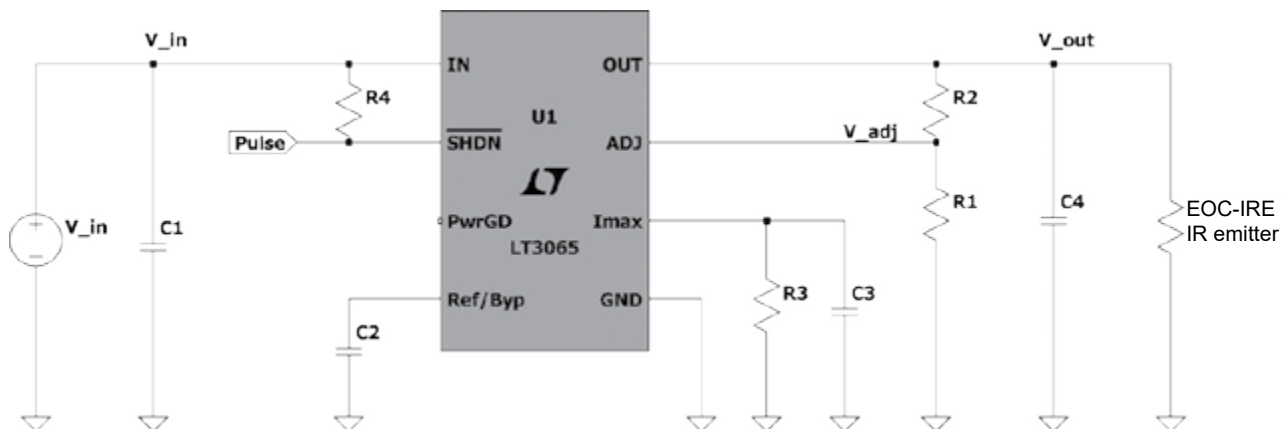 V_in
V_out
IN
OUT
R4
R2
U1
Pulse
SHDN
ADJ
V_adj
V_in
C1
PwrGD
Imax
R1
C4
EOC-IRE
IR emitter
LT3065
Ref/Byp
GND
R3
C3
C2